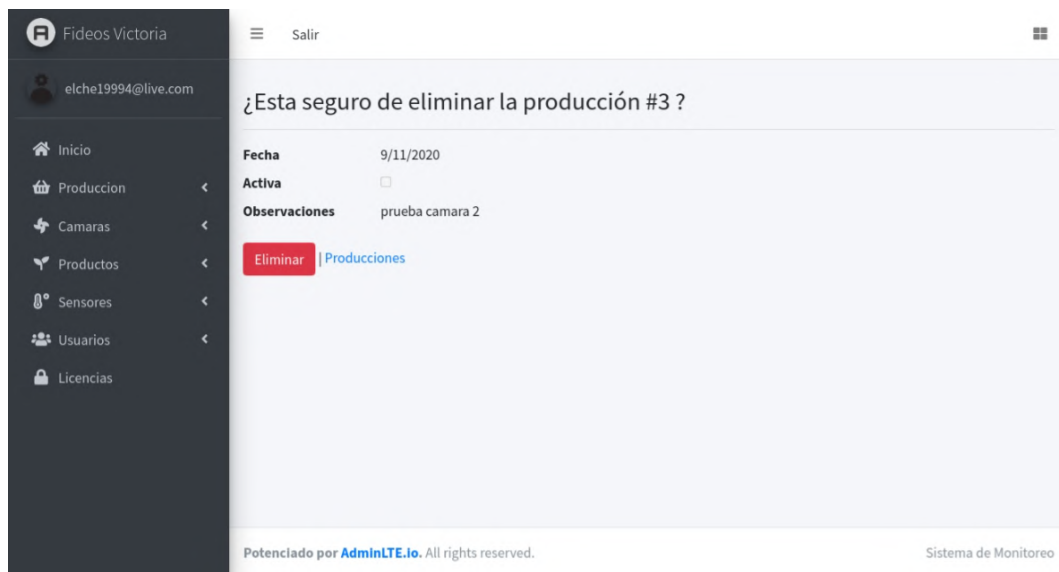 Fideos Victoria
Salir
elche19994@live.com
¿Esta seguro de eliminar la producción #3 ?
Inicio
Produccion
Camaras
Productos
Sensores
Usuarios
Licencias
Fecha 9/11/2020
Activa
Observaciones prueba camara 2
Eliminar | Producciones
Potenciado por AdminLTE.io. All rights reserved.
Sistema de Monitoreo